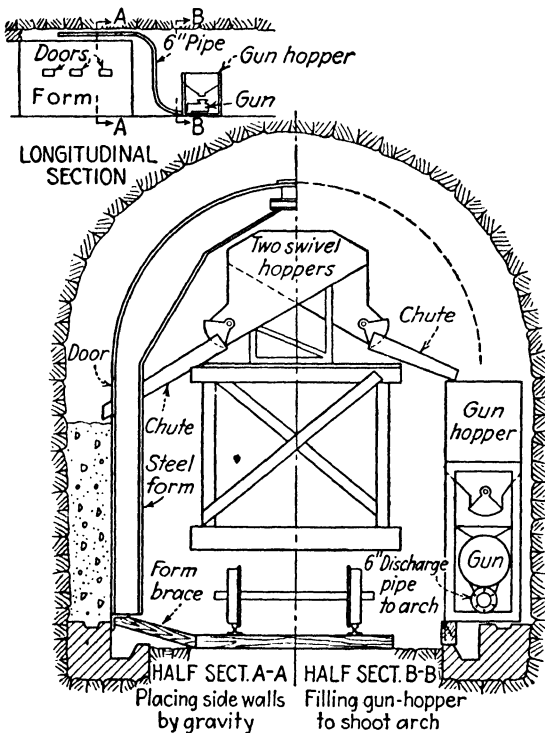 A
B
6" Pipe
Gun hopper
Doors
Form
Gun
A
B
LONGITUDINAL
SECTION
Two swivel
hoppers
Chute
Door
Chute
Steel
form
Gun
hopper
Gun
6" Discharge
pipe
to arch
Form
brace
HALF SECT. A-A
Placing side walls
by gravity
HALF SECT. B-B
Filling gun-hopper
to shoot arch